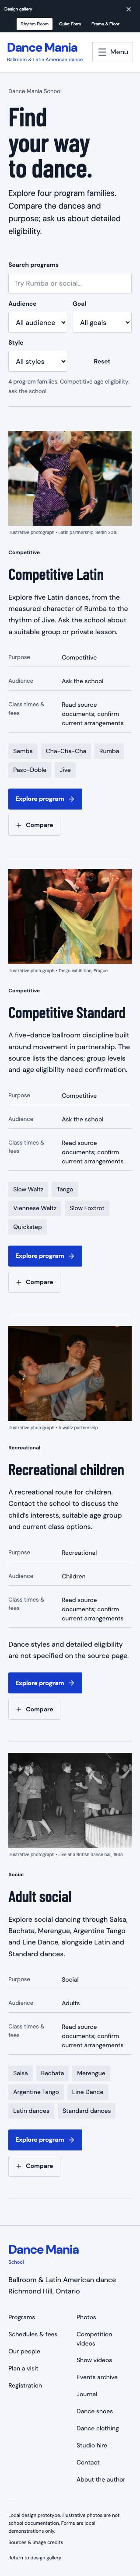 Design gallery
Rhythm Room Quiet Form Frame & Floor
Dance Mania
Ballroom & Latin American dance
Menu
Dance Mania School
Find
your way
to dance.
Explore four program families.
Compare dances and
purpose; ask us about detailed
eligibility.
Search programs
Try Rumba or social...
Audience Goal
All audience All goals
Style
All styles Reset
4 program families. Competitive age eligibility:
ask the school.
Illustrative photograph • Latin partnership, Berlin 2016
Competitive
Competitive Latin
Explore five Latin dances, from the
measured character of Rumba to the
rhythm of Jive. Ask the school about
a suitable group or private lesson.
Purpose Competitive
Audience Ask the school
Class times & fees Read source documents; confirm current arrangements
Samba Cha-Cha-Cha Rumba
Paso-Doble Jive
Explore program →
+ Compare
Illustrative photograph • Tango exhibition, Prague
Competitive
Competitive Standard
A five-dance ballroom discipline built
around movement in partnership. The
source lists the dances; group levels
and age eligibility need confirmation.
Purpose Competitive
Audience Ask the school
Class times & fees Read source documents; confirm current arrangements
Slow Waltz Tango
Viennese Waltz Slow Foxtrot
Quickstep
Explore program →
+ Compare
Illustrative photograph • A waltz partnership
Recreational
Recreational children
A recreational route for children.
Contact the school to discuss the
child's interests, suitable age group
and current class options.
Purpose Recreational
Audience Children
Class times & fees Read source documents; confirm current arrangements
Dance styles and detailed eligibility
are not specified on the source page.
Explore program →
+ Compare
Illustrative photograph • Jive at a British dance hall, 1945
Social
Adult social
Explore social dancing through Salsa,
Bachata, Merengue, Argentine Tango
and Line Dance, alongside Latin and
Standard dances.
Purpose Social
Audience Adults
Class times & fees Read source documents; confirm current arrangements
Salsa Bachata Merengue
Argentine Tango Line Dance
Latin dances Standard dances
Explore program →
+ Compare
Dance Mania
School
Ballroom & Latin American dance
Richmond Hill, Ontario
Programs
Schedules & fees
Our people
Plan a visit
Registration
Photos
Competition
videos
Show videos
Events archive
Journal
Dance shoes
Dance clothing
Studio hire
Contact
About the author
Local design prototype. Illustrative photos are not
school documentation. Forms are local
demonstrations only.
Sources & image credits
Return to design gallery